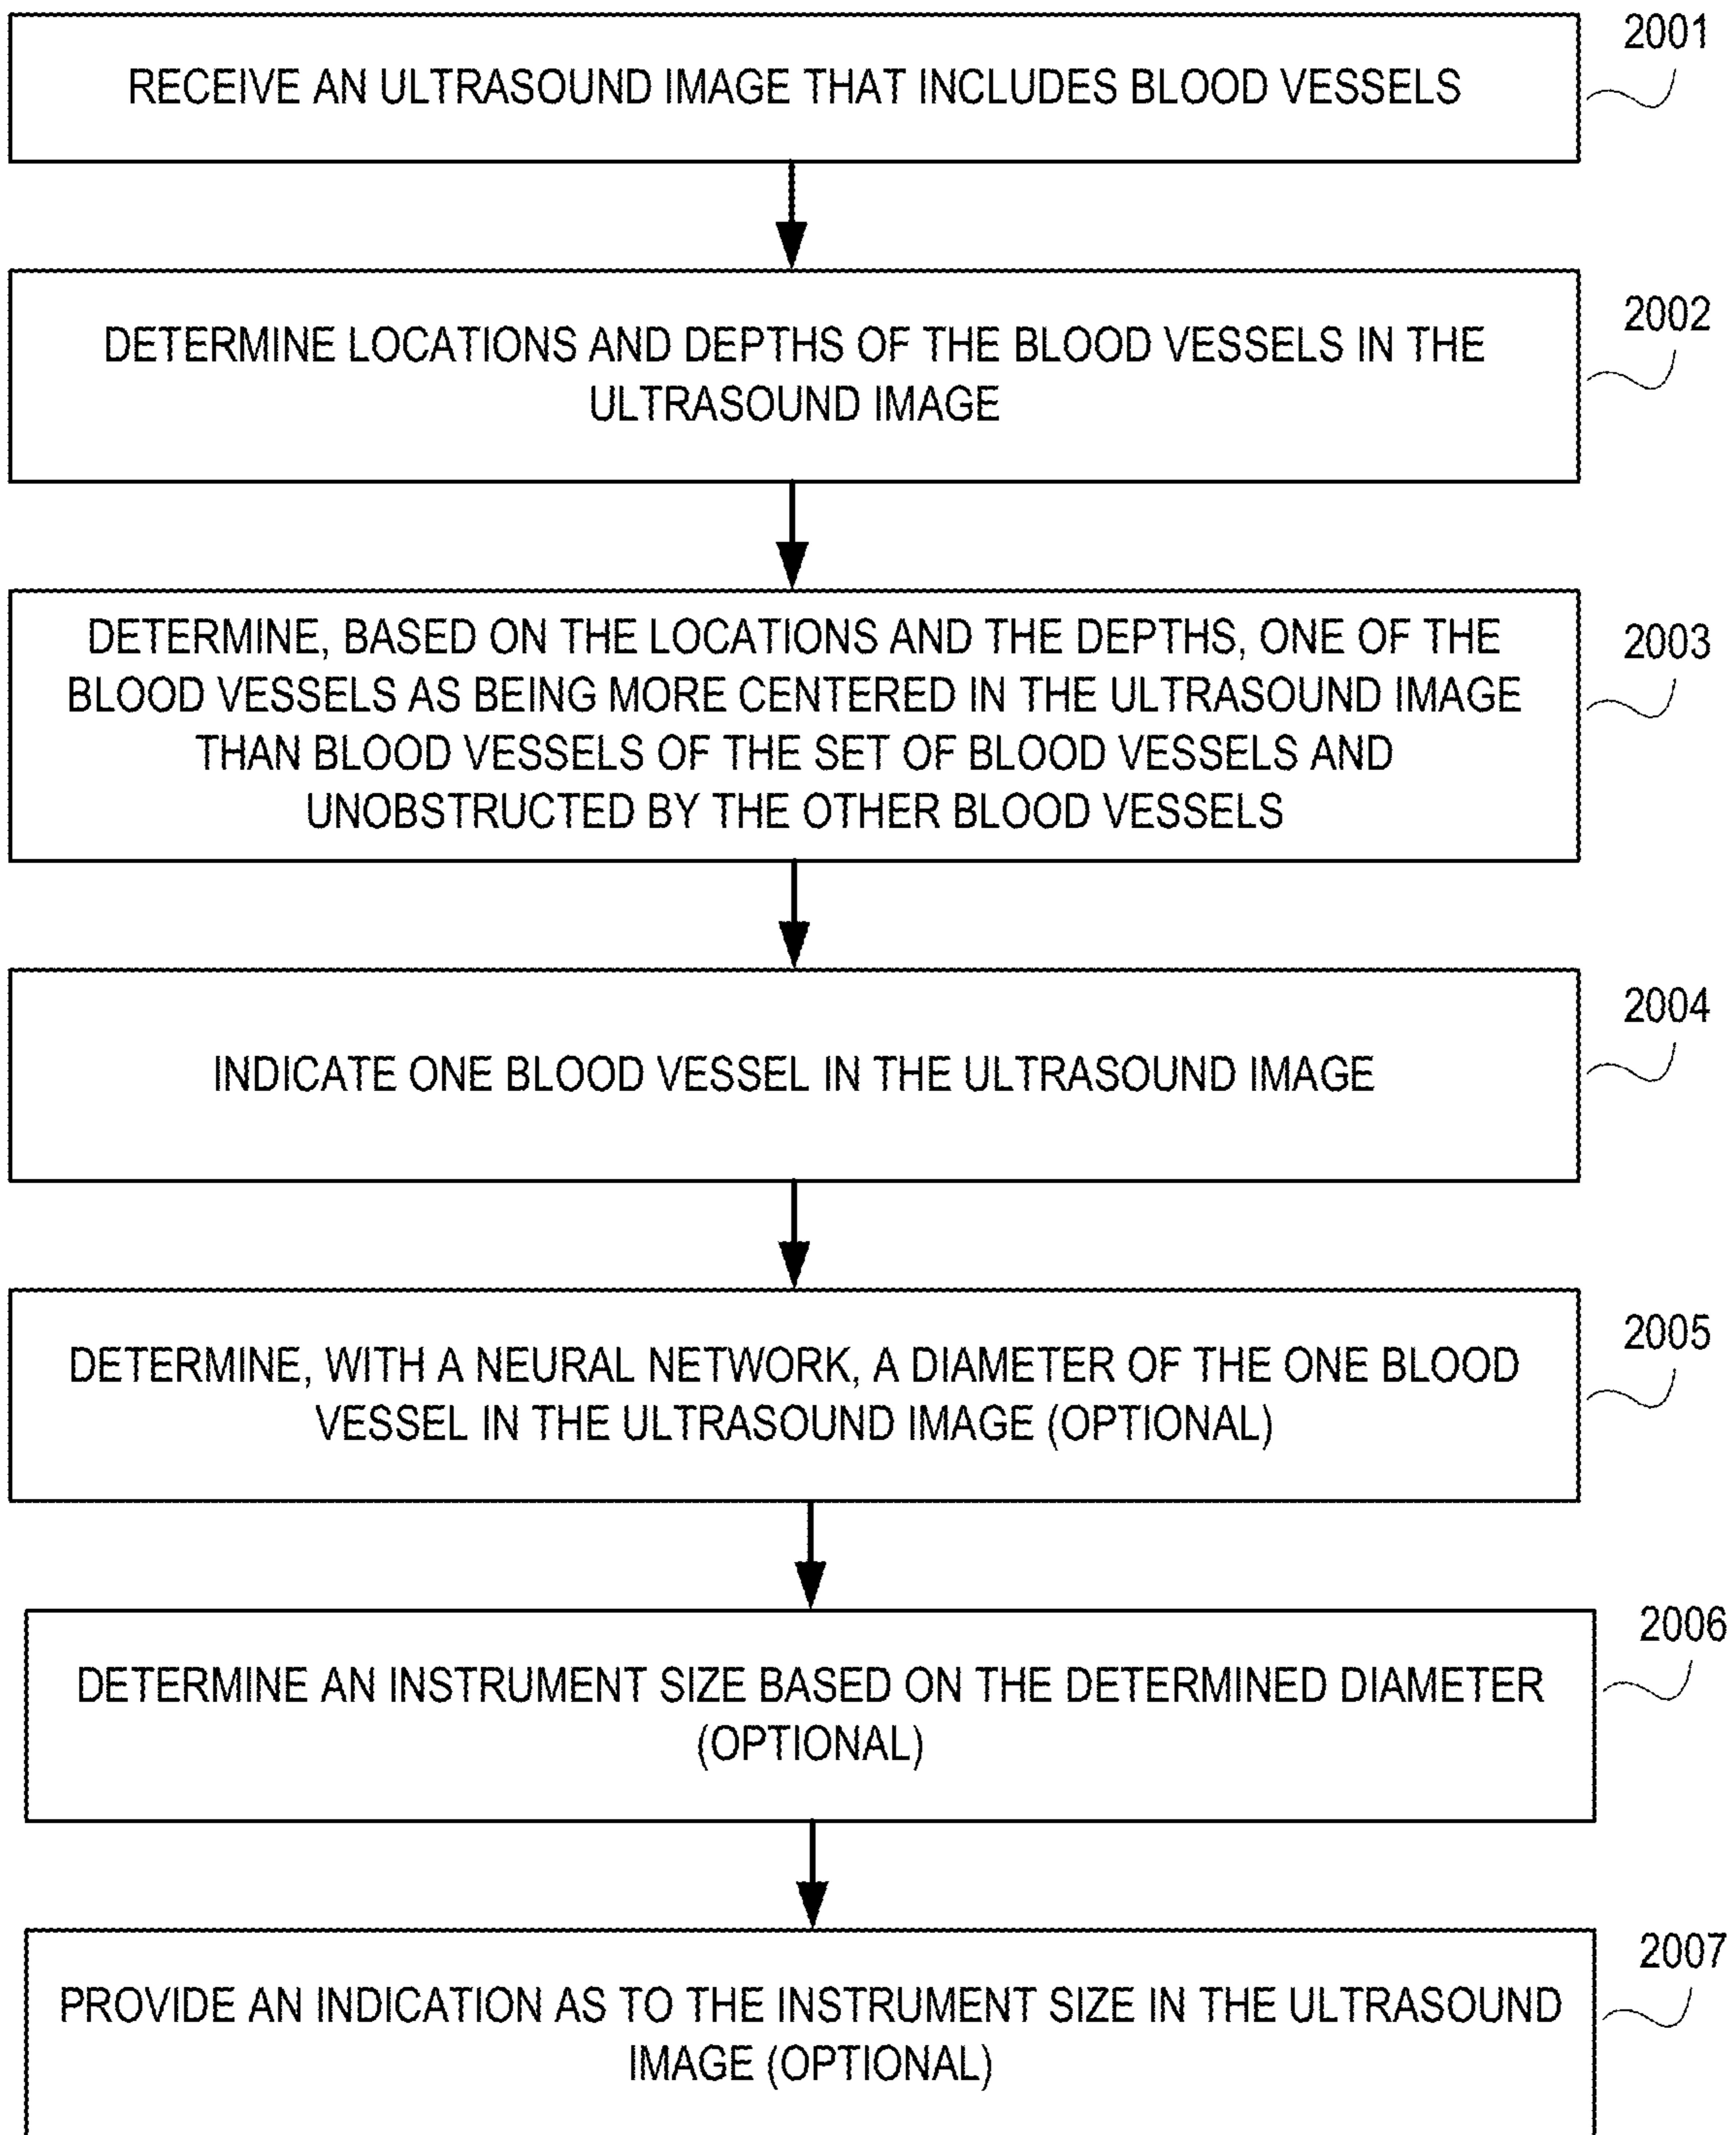 2001
RECEIVE AN ULTRASOUND IMAGE THAT INCLUDES BLOOD VESSELS
2002
DETERMINE LOCATIONS AND DEPTHS OF THE BLOOD VESSELS IN THE
ULTRASOUND IMAGE
2003
DETERMINE, BASED ON THE LOCATIONS AND THE DEPTHS, ONE OF THE
BLOOD VESSELS AS BEING MORE CENTERED IN THE ULTRASOUND IMAGE
THAN BLOOD VESSELS OF THE SET OF BLOOD VESSELS AND
UNOBSTRUCTED BY THE OTHER BLOOD VESSELS
2004
INDICATE ONE BLOOD VESSEL IN THE ULTRASOUND IMAGE
2005
DETERMINE, WITH A NEURAL NETWORK, A DIAMETER OF THE ONE BLOOD
VESSEL IN THE ULTRASOUND IMAGE (OPTIONAL)
2006
DETERMINE AN INSTRUMENT SIZE BASED ON THE DETERMINED DIAMETER
(OPTIONAL)
2007
PROVIDE AN INDICATION AS TO THE INSTRUMENT SIZE IN THE ULTRASOUND
IMAGE (OPTIONAL)